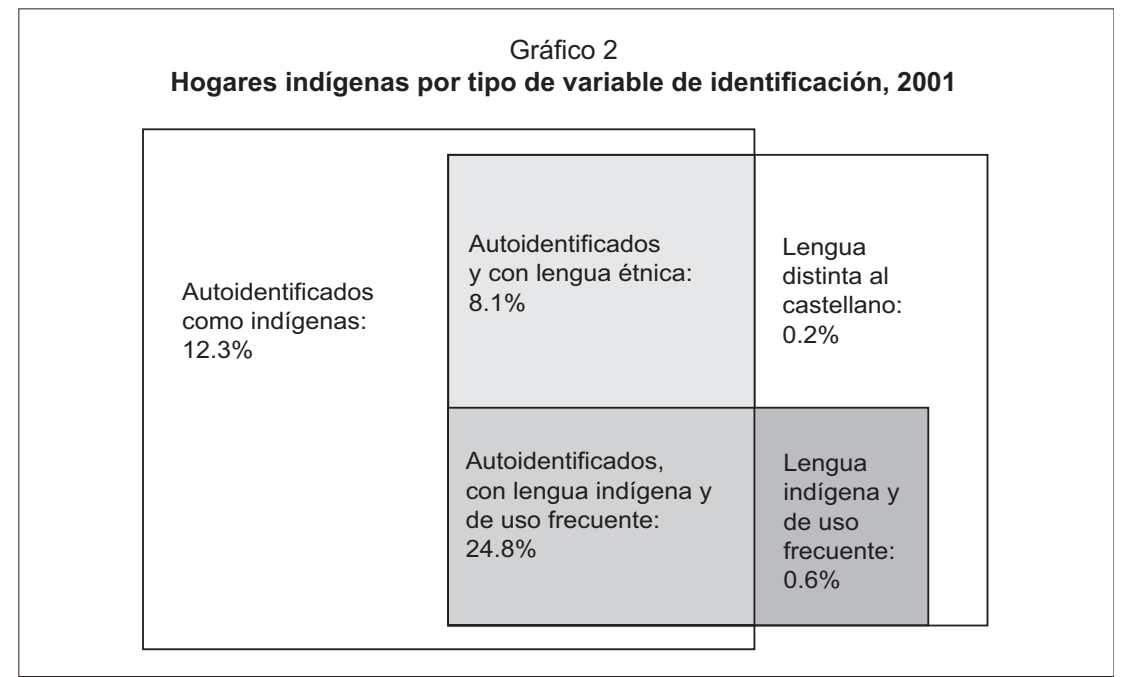 Gráfico 2
Hogares indígenas por tipo de variable de identificación, 2001
Autoidentificados
como indígenas:
12.3%
Autoidentificados
y con lengua étnica:
8.1%
Lengua
distinta al
castellano:
0.2%
Autoidentificados,
con lengua indígena y
de uso frecuente:
24.8%
Lengua
indígena y
de uso
frecuente:
0.6%